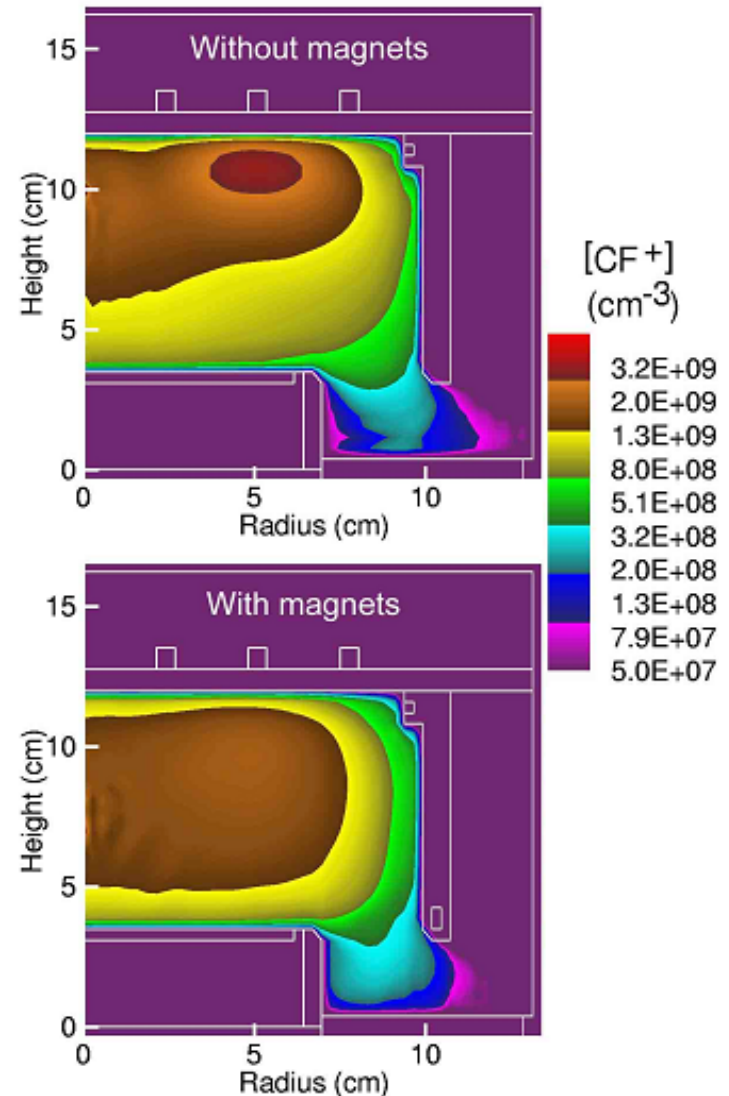 Without magnets
15
10
5
0
Height (cm)
0 5 10
Radius (cm)
[CF+]
(cm-3)
3.2E+09
2.0E+09
1.3E+09
8.0E+08
5.1E+08
3.2E+08
2.0E+08
1.3E+08
7.9E+07
5.0E+07
With magnets
15
10
5
0
Height (cm)
0 5 10
Radius (cm)